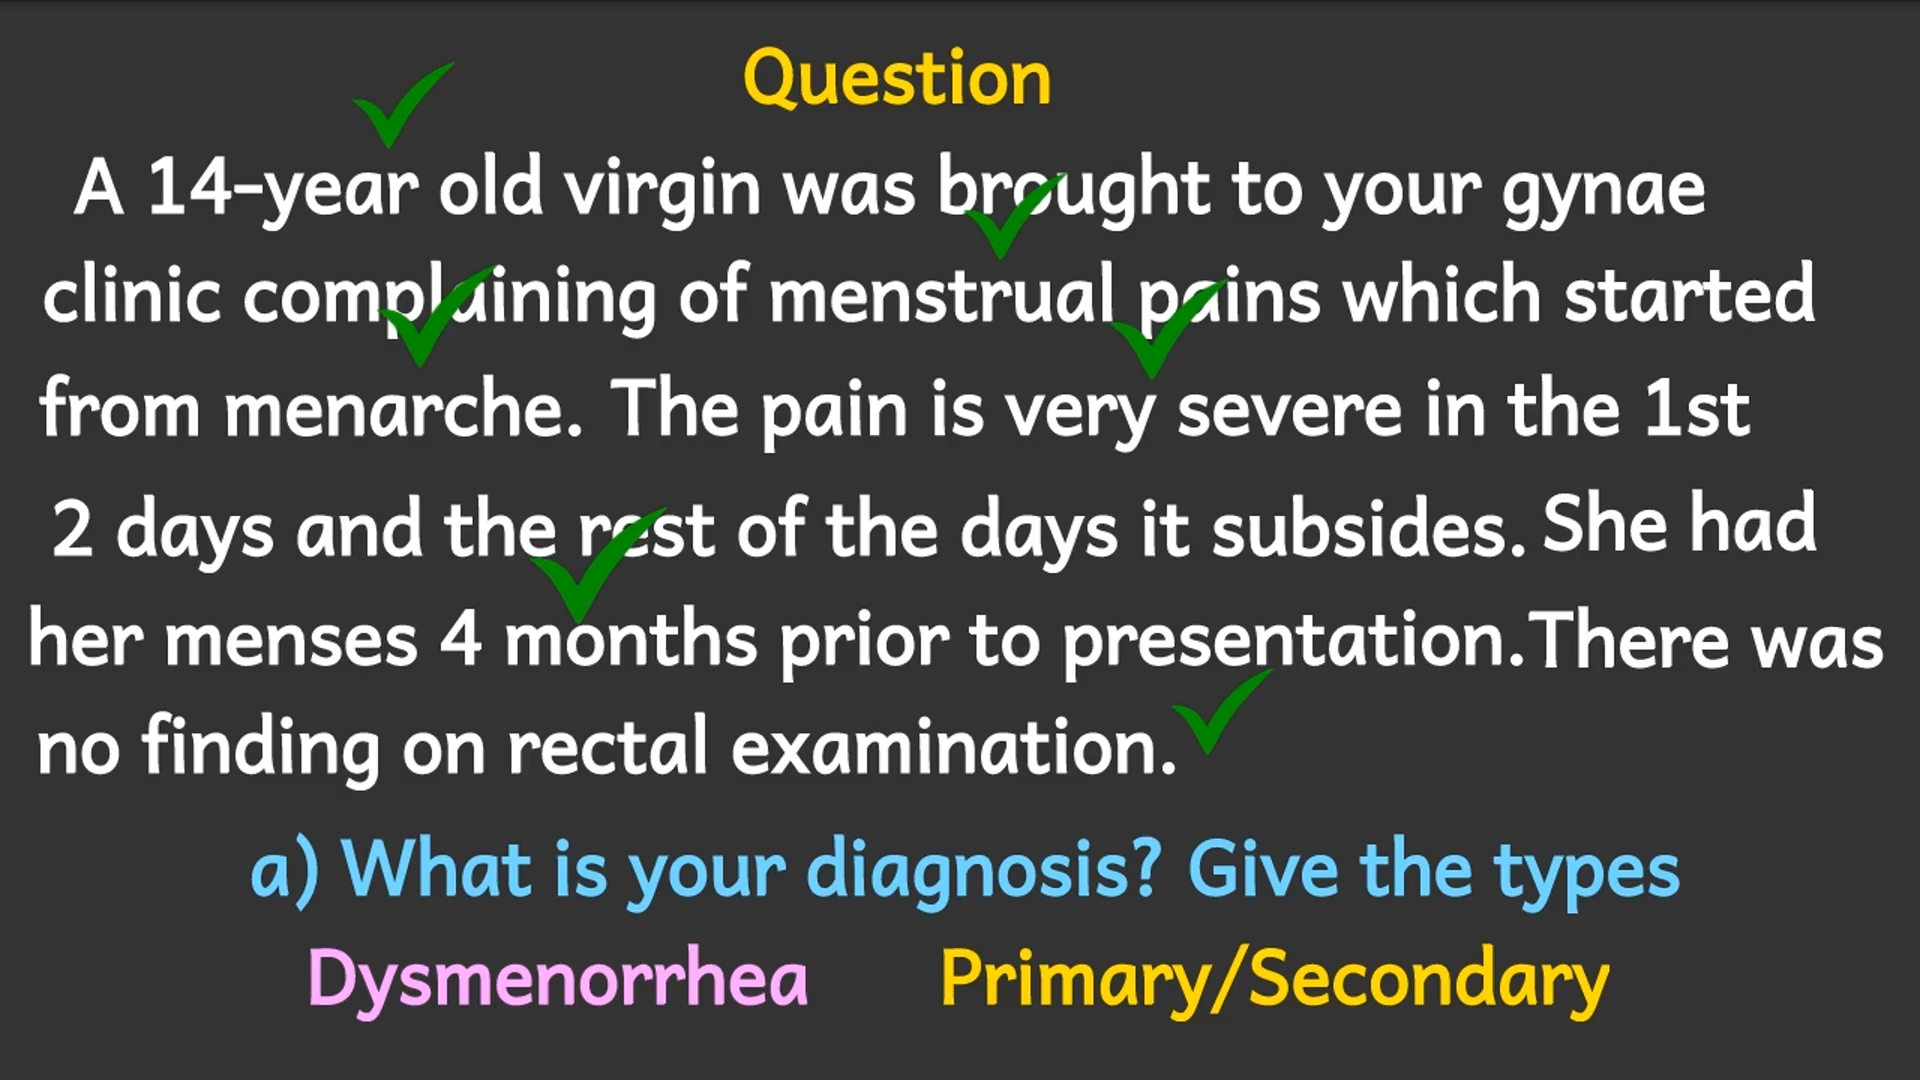 Question
A 14-year old virgin was brought to your gynae
clinic complaining of menstrual pains which started
from menarche. The pain is very severe in the 1st
2 days and the rest of the days it subsides. She had
her menses 4 months prior to presentation.There was
no finding on rectal examination.
a) What is your diagnosis? Give the types
Dysmenorrhea Primary/Secondary